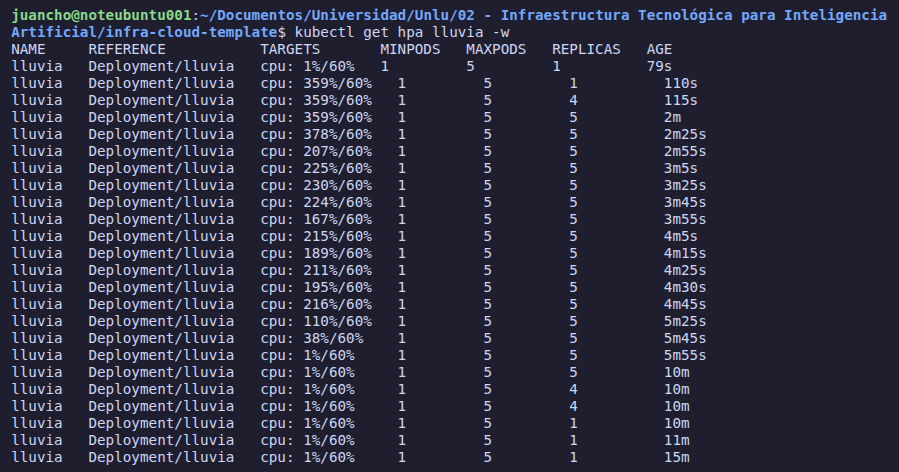 juancho@noteubuntu001:~/Documentos/Universidad/Unlu/02 - Infraestructura Tecnológica para Inteligencia
Artificial/infra-cloud-template$ kubectl get hpa lluvia -w
NAME     REFERENCE           TARGETS       MINPODS   MAXPODS   REPLICAS   AGE
lluvia   Deployment/lluvia   cpu: 1%/60%   1         5         1          79s
lluvia   Deployment/lluvia   cpu: 359%/60%   1         5         1          110s
lluvia   Deployment/lluvia   cpu: 359%/60%   1         5         4          115s
lluvia   Deployment/lluvia   cpu: 359%/60%   1         5         5          2m
lluvia   Deployment/lluvia   cpu: 378%/60%   1         5         5          2m25s
lluvia   Deployment/lluvia   cpu: 207%/60%   1         5         5          2m55s
lluvia   Deployment/lluvia   cpu: 225%/60%   1         5         5          3m5s
lluvia   Deployment/lluvia   cpu: 230%/60%   1         5         5          3m25s
lluvia   Deployment/lluvia   cpu: 224%/60%   1         5         5          3m45s
lluvia   Deployment/lluvia   cpu: 167%/60%   1         5         5          3m55s
lluvia   Deployment/lluvia   cpu: 215%/60%   1         5         5          4m5s
lluvia   Deployment/lluvia   cpu: 189%/60%   1         5         5          4m15s
lluvia   Deployment/lluvia   cpu: 211%/60%   1         5         5          4m25s
lluvia   Deployment/lluvia   cpu: 195%/60%   1         5         5          4m30s
lluvia   Deployment/lluvia   cpu: 216%/60%   1         5         5          4m45s
lluvia   Deployment/lluvia   cpu: 110%/60%   1         5         5          5m25s
lluvia   Deployment/lluvia   cpu: 38%/60%    1         5         5          5m45s
lluvia   Deployment/lluvia   cpu: 1%/60%     1         5         5          5m55s
lluvia   Deployment/lluvia   cpu: 1%/60%     1         5         5          10m
lluvia   Deployment/lluvia   cpu: 1%/60%     1         5         4          10m
lluvia   Deployment/lluvia   cpu: 1%/60%     1         5         4          10m
lluvia   Deployment/lluvia   cpu: 1%/60%     1         5         1          10m
lluvia   Deployment/lluvia   cpu: 1%/60%     1         5         1          11m
lluvia   Deployment/lluvia   cpu: 1%/60%     1         5         1          15m